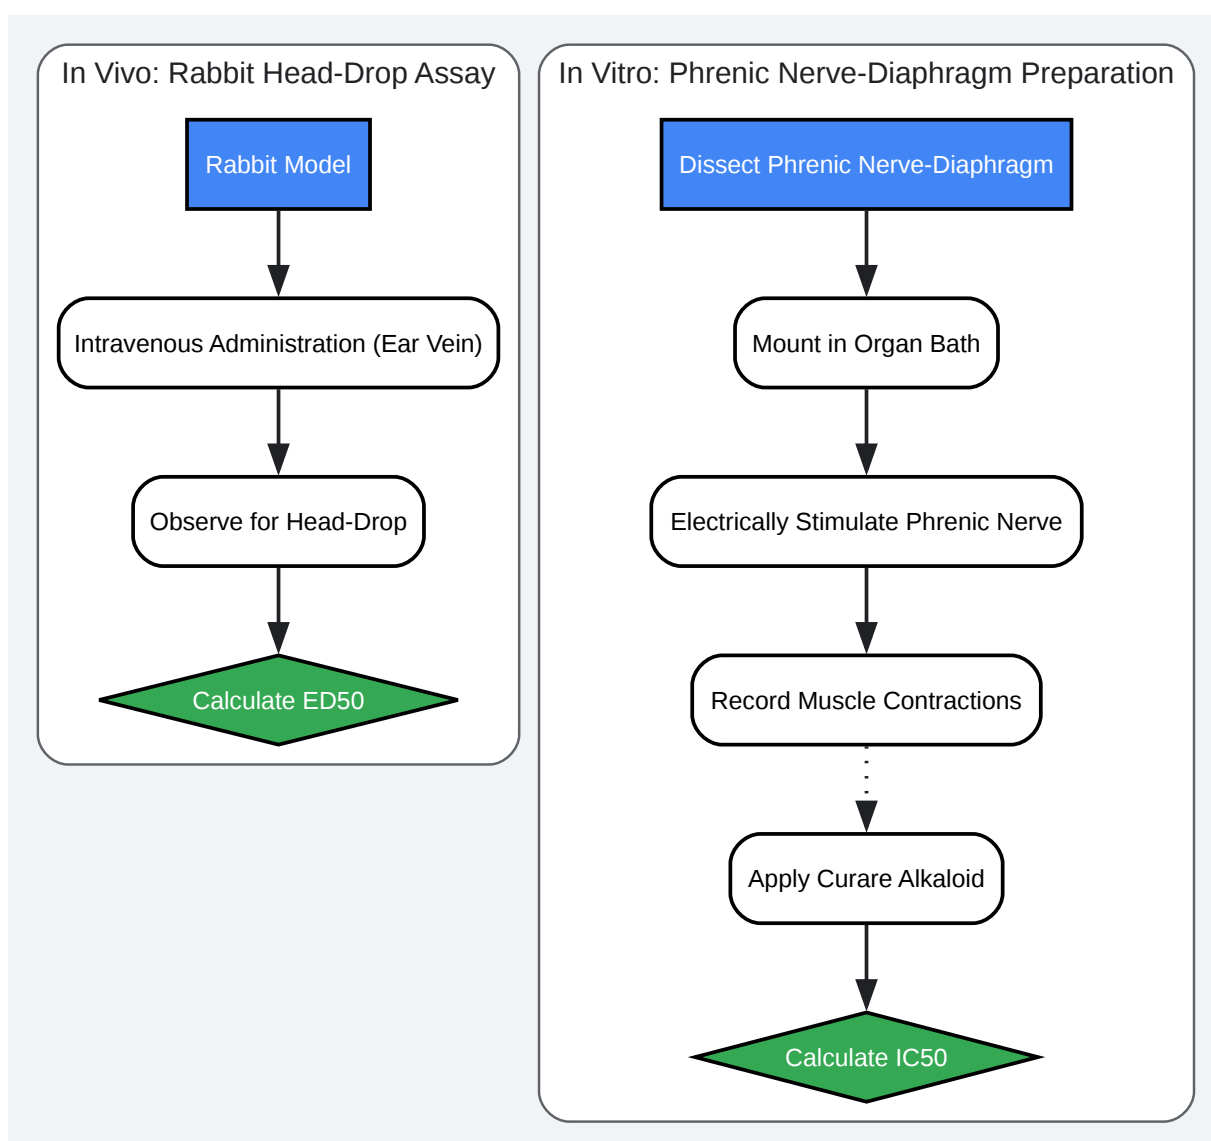 In Vivo: Rabbit Head-Drop Assay
Rabbit Model
Intravenous Administration (Ear Vein)
Observe for Head-Drop
Calculate ED50
In Vitro: Phrenic Nerve-Diaphragm Preparation
Dissect Phrenic Nerve-Diaphragm
Mount in Organ Bath
Electrically Stimulate Phrenic Nerve
Record Muscle Contractions
Apply Curare Alkaloid
Calculate IC50